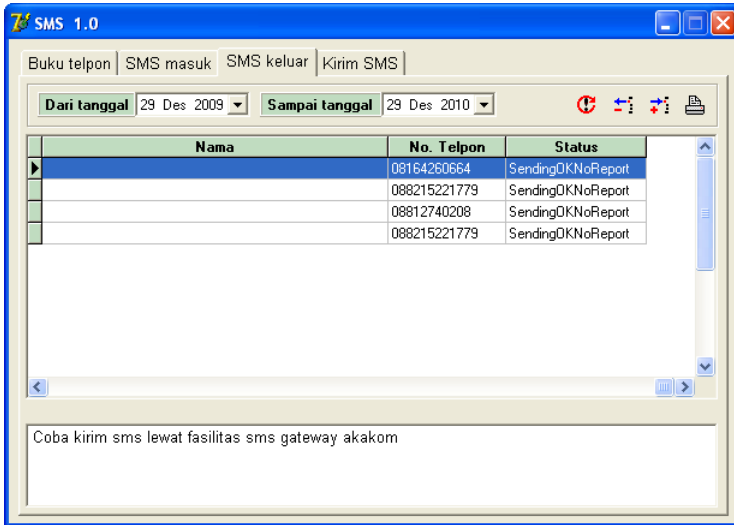 SMS 1.0
Buku telpon SMS masuk SMS keluar Kirim SMS
Dari tanggal 29 Des 2009 Sampai tanggal 29 Des 2010
Nama No. Telpon Status
08164260664 SendingOKNoReport
088215221779 SendingOKNoReport
08812740208 SendingOKNoReport
088215221779 SendingOKNoReport
Coba kirim sms lewat fasilitas sms gateway akakom